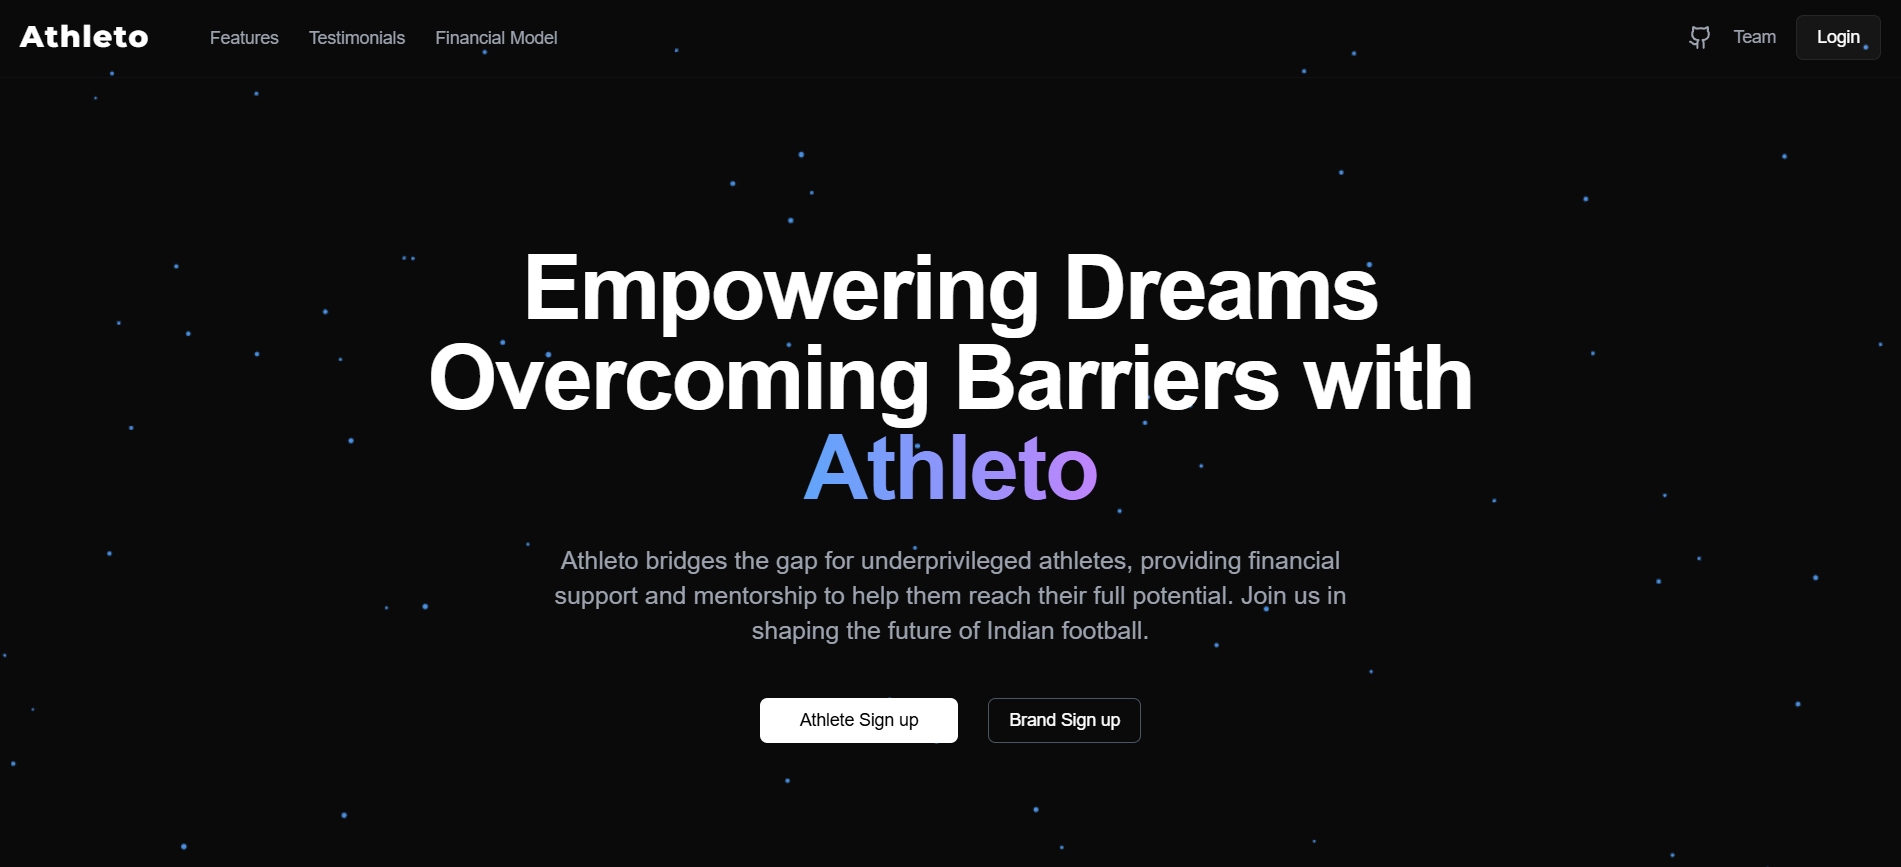 Athleto
Features
Testimonials
Financial Model
Team
Login
Empowering Dreams
Overcoming Barriers with
Athleto
Athleto bridges the gap for underprivileged athletes, providing financial
support and mentorship to help them reach their full potential. Join us in
shaping the future of Indian football.
Athlete Sign up
Brand Sign up